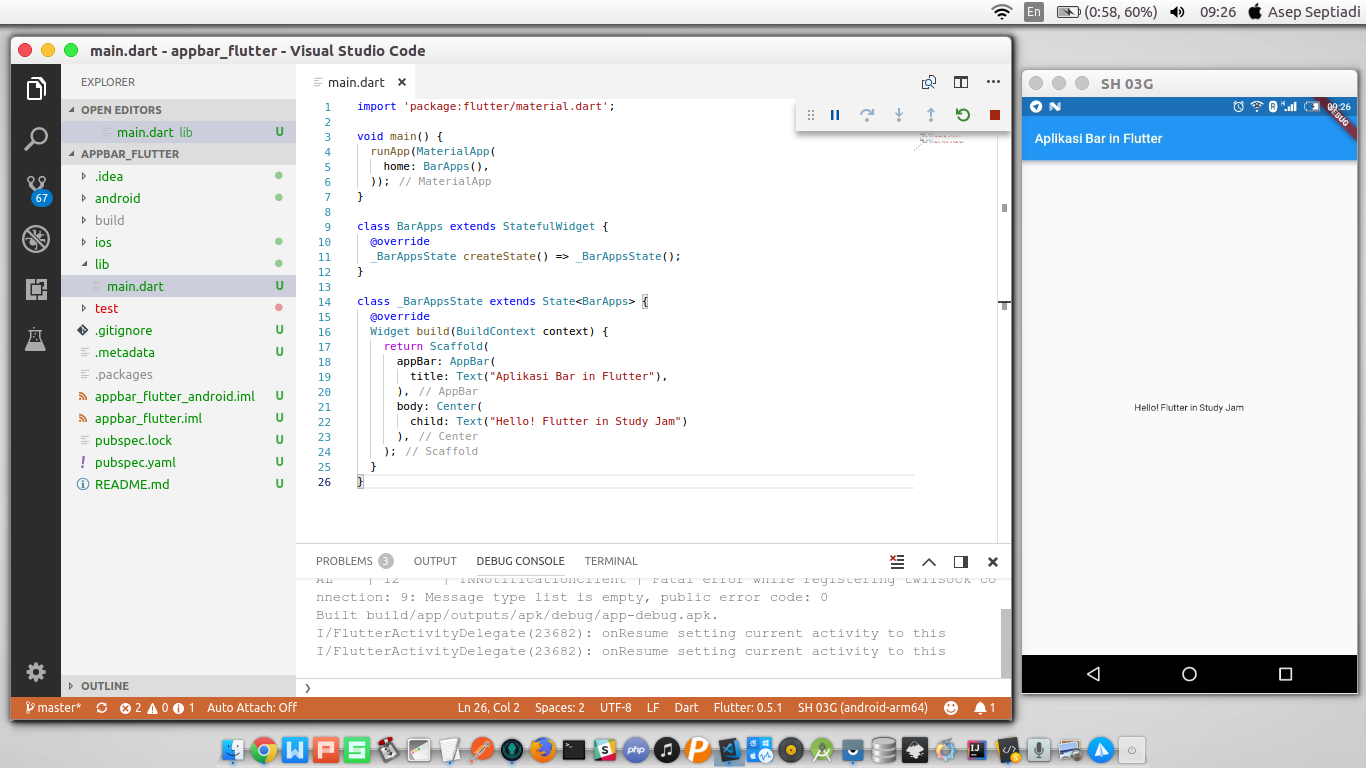 En (0:58, 60%) 09:26 Asep Septiadi
main.dart - appbar_flutter - Visual Studio Code
EXPLORER
OPEN EDITORS
main.dart lib U
APPBAR_FLUTTER
.idea
android
build
ios
lib
main.dart U
test
.gitignore U
.metadata U
.packages
appbar_flutter_android.iml U
appbar_flutter.iml U
pubspec.lock U
pubspec.yaml U
README.md U
OUTLINE
67
main.dart
1 import 'package:flutter/material.dart';
2
3 void main() {
4 runApp(MaterialApp(
5 home: BarApps(),
6 )); // MaterialApp
7 }
8
9 class BarApps extends StatefulWidget {
10 @override
11 _BarAppsState createState() => _BarAppsState();
12 }
13
14 class _BarAppsState extends State<BarApps> {
15 @override
16 Widget build(BuildContext context) {
17 return Scaffold(
18 appBar: AppBar(
19 title: Text("Aplikasi Bar in Flutter"),
20 ), // AppBar
21 body: Center(
22 child: Text("Hello! Flutter in Study Jam")
23 ), // Center
24 ); // Scaffold
25 }
26 }
PROBLEMS 3 OUTPUT DEBUG CONSOLE TERMINAL
AL | 12 | TNNotificationClient | Fatal error while registering twilsock co
nnection: 9: Message type list is empty, public error code: 0
Built build/app/outputs/apk/debug/app-debug.apk.
I/FlutterActivityDelegate(23682): onResume setting current activity to this
I/FlutterActivityDelegate(23682): onResume setting current activity to this
master* 2 0 1 Auto Attach: Off Ln 26, Col 2 Spaces: 2 UTF-8 LF Dart Flutter: 0.5.1 SH 03G (android-arm64) 1
SH 03G
09:26
DEBUG
Aplikasi Bar in Flutter
Hello! Flutter in Study Jam
W P S php